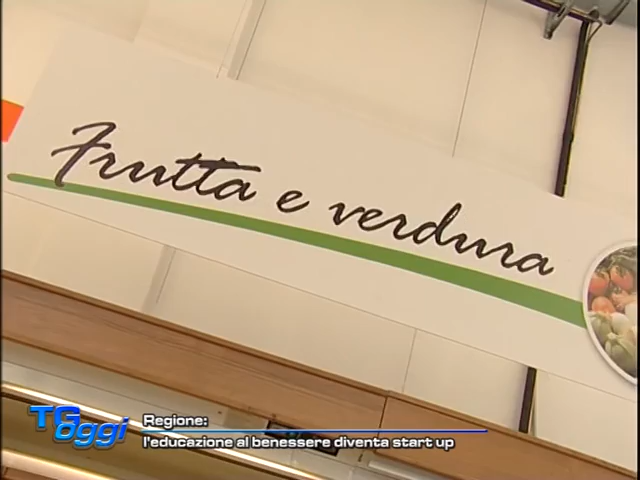 Frutta e verdura
TG oggi
Regione:
l'educazione al benessere diventa start up